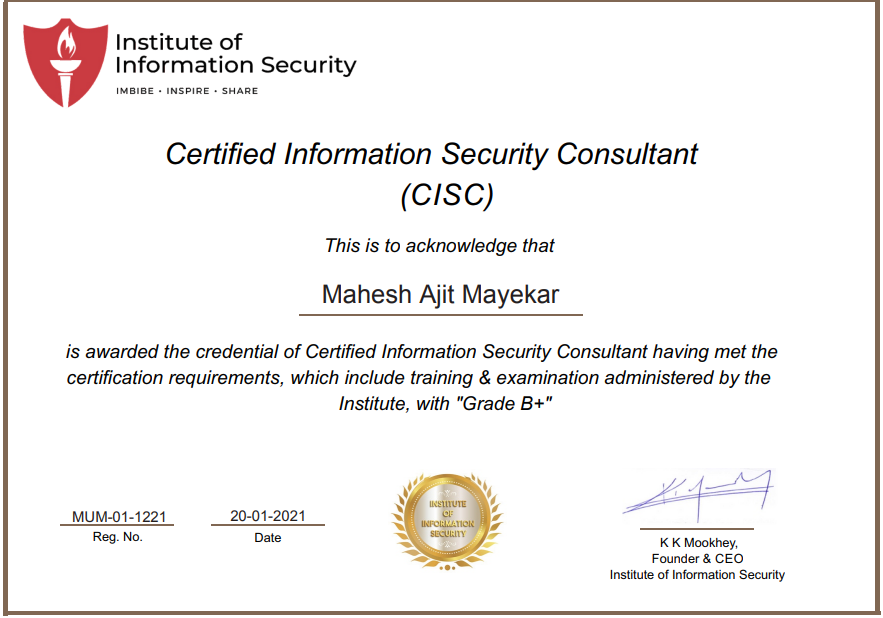 Institute of
Information Security
IMBIBE • INSPIRE • SHARE
Certified Information Security Consultant
(CISC)
This is to acknowledge that
Mahesh Ajit Mayekar
is awarded the credential of Certified Information Security Consultant having met the
certification requirements, which include training & examination administered by the
Institute, with "Grade B+"
MUM-01-1221
Reg. No.
20-01-2021
Date
INSTITUTE
OF
INFORMATION
SECURITY
K K Mookhey,
Founder & CEO
Institute of Information Security